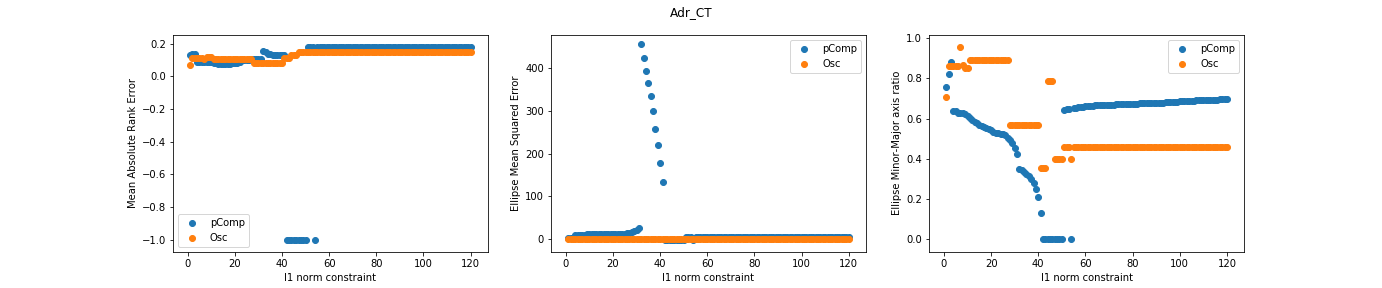 Adr_CT
Mean Absolute Rank Error
0.2
0.0
−0.2
−0.4
−0.6
−0.8
−1.0
pComp
Osc
0 20 40 60 80 100 120
l1 norm constraint
Ellipse Mean Squared Error
400
300
200
100
0
pComp
Osc
0 20 40 60 80 100 120
l1 norm constraint
Ellipse Minor-Major axis ratio
1.0
0.8
0.6
0.4
0.2
0.0
pComp
Osc
0 20 40 60 80 100 120
l1 norm constraint